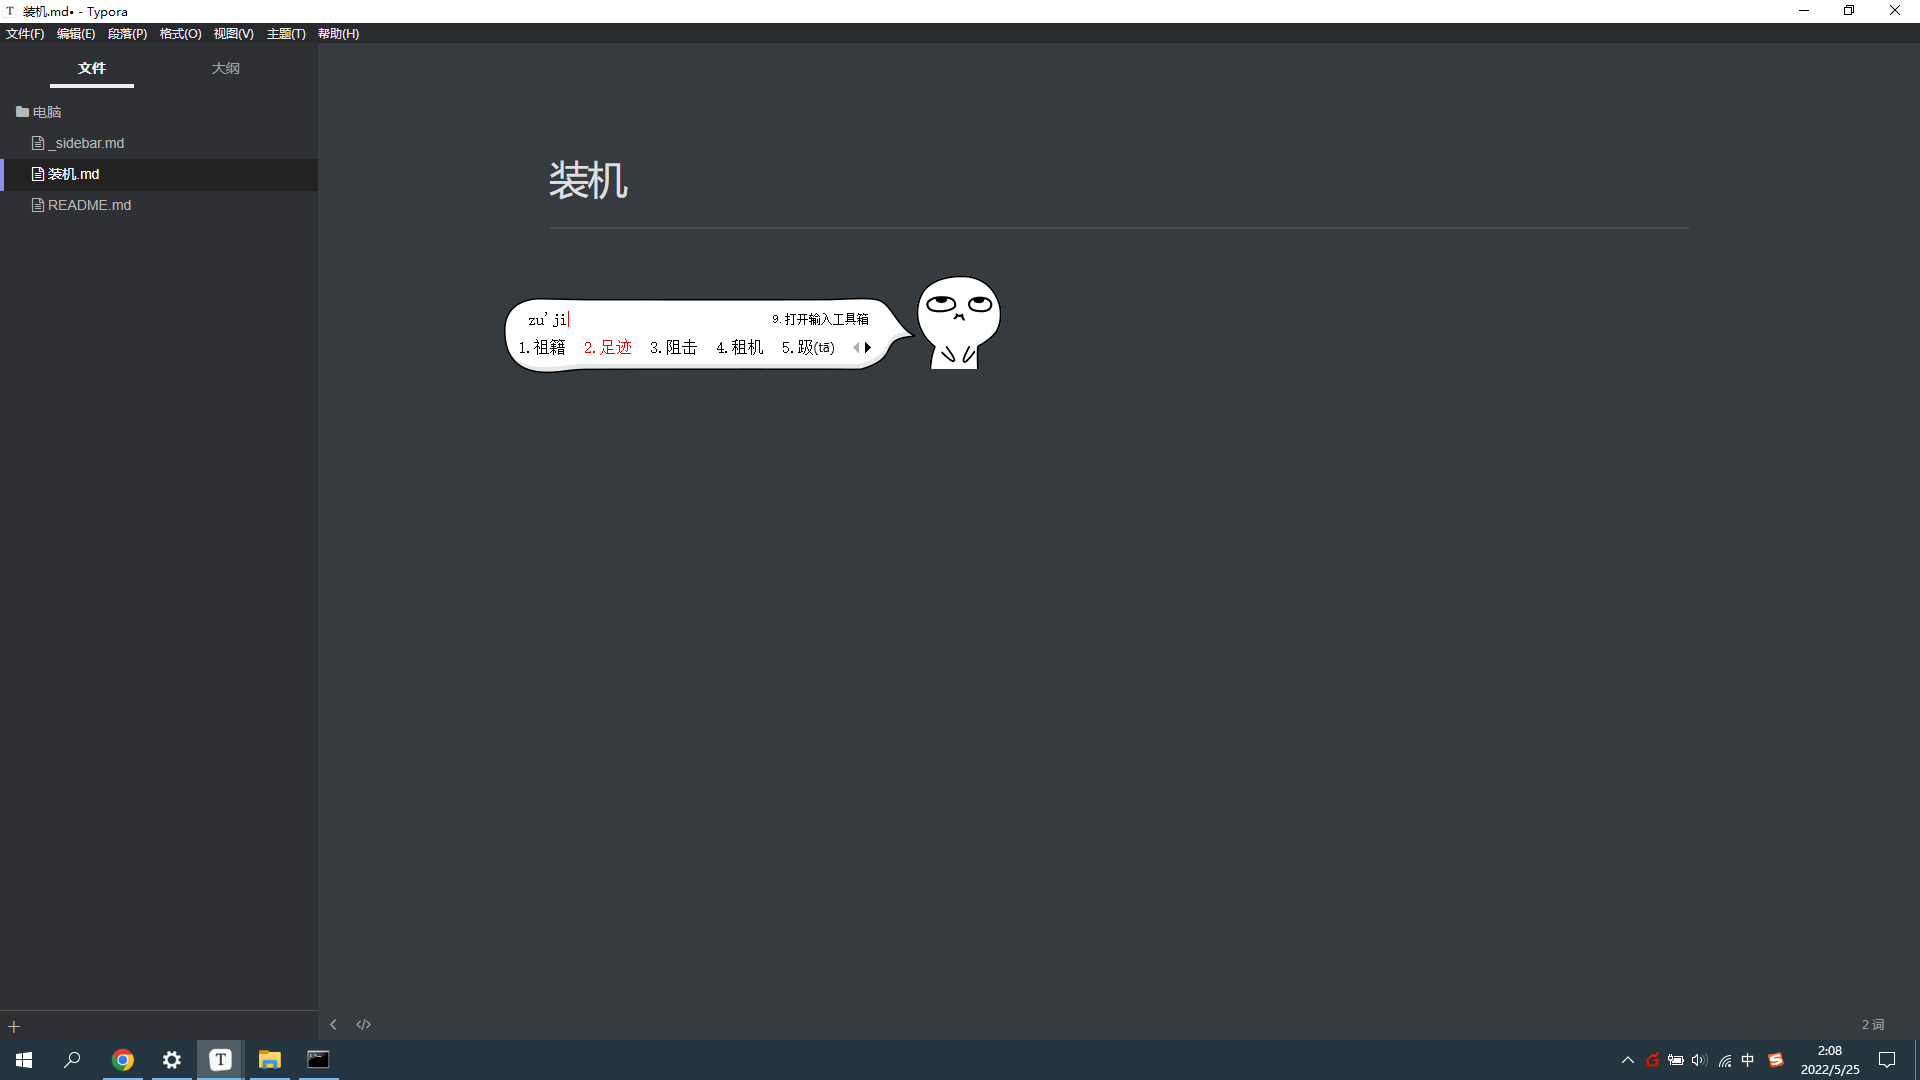 装机.md• - Typora
文件(F) 编辑(E) 段落(P) 格式(O) 视图(V) 主题(T) 帮助(H)
文件 大纲
电脑
_sidebar.md
装机.md
README.md
装机
zu'ji 9.打开输入工具箱
1.祖籍 2.足迹 3.阻击 4.租机 5.趿(tā)
2 词
中
2:08
2022/5/25